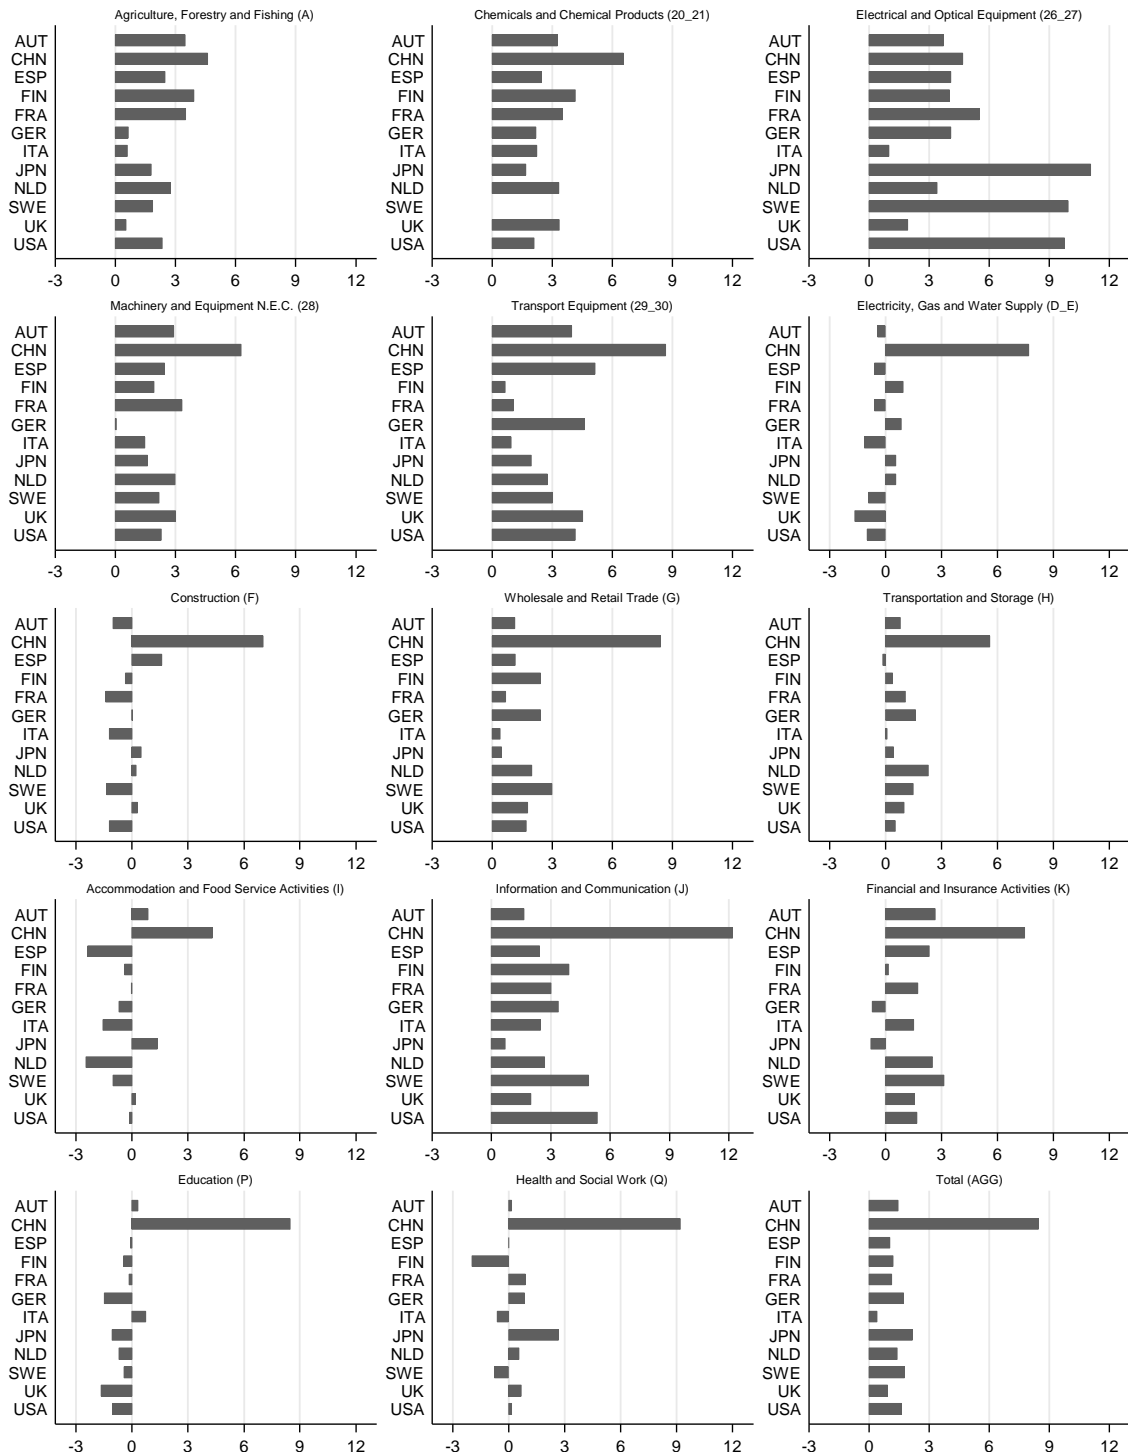 Agriculture, Forestry and Fishing (A)
AUT
CHN
ESP
FIN
FRA
GER
ITA
JPN
NLD
SWE
UK
USA
-3 0 3 6 9 12
Chemicals and Chemical Products (20_21)
AUT
CHN
ESP
FIN
FRA
GER
ITA
JPN
NLD
SWE
UK
USA
-3 0 3 6 9 12
Electrical and Optical Equipment (26_27)
AUT
CHN
ESP
FIN
FRA
GER
ITA
JPN
NLD
SWE
UK
USA
-3 0 3 6 9 12
Machinery and Equipment N.E.C. (28)
AUT
CHN
ESP
FIN
FRA
GER
ITA
JPN
NLD
SWE
UK
USA
-3 0 3 6 9 12
Transport Equipment (29_30)
AUT
CHN
ESP
FIN
FRA
GER
ITA
JPN
NLD
SWE
UK
USA
-3 0 3 6 9 12
Electricity, Gas and Water Supply (D_E)
AUT
CHN
ESP
FIN
FRA
GER
ITA
JPN
NLD
SWE
UK
USA
-3 0 3 6 9 12
Construction (F)
AUT
CHN
ESP
FIN
FRA
GER
ITA
JPN
NLD
SWE
UK
USA
-3 0 3 6 9 12
Wholesale and Retail Trade (G)
AUT
CHN
ESP
FIN
FRA
GER
ITA
JPN
NLD
SWE
UK
USA
-3 0 3 6 9 12
Transportation and Storage (H)
AUT
CHN
ESP
FIN
FRA
GER
ITA
JPN
NLD
SWE
UK
USA
-3 0 3 6 9 12
Accommodation and Food Service Activities (I)
AUT
CHN
ESP
FIN
FRA
GER
ITA
JPN
NLD
SWE
UK
USA
-3 0 3 6 9 12
Information and Communication (J)
AUT
CHN
ESP
FIN
FRA
GER
ITA
JPN
NLD
SWE
UK
USA
-3 0 3 6 9 12
Financial and Insurance Activities (K)
AUT
CHN
ESP
FIN
FRA
GER
ITA
JPN
NLD
SWE
UK
USA
-3 0 3 6 9 12
Education (P)
AUT
CHN
ESP
FIN
FRA
GER
ITA
JPN
NLD
SWE
UK
USA
-3 0 3 6 9 12
Health and Social Work (Q)
AUT
CHN
ESP
FIN
FRA
GER
ITA
JPN
NLD
SWE
UK
USA
-3 0 3 6 9 12
Total (AGG)
AUT
CHN
ESP
FIN
FRA
GER
ITA
JPN
NLD
SWE
UK
USA
-3 0 3 6 9 12